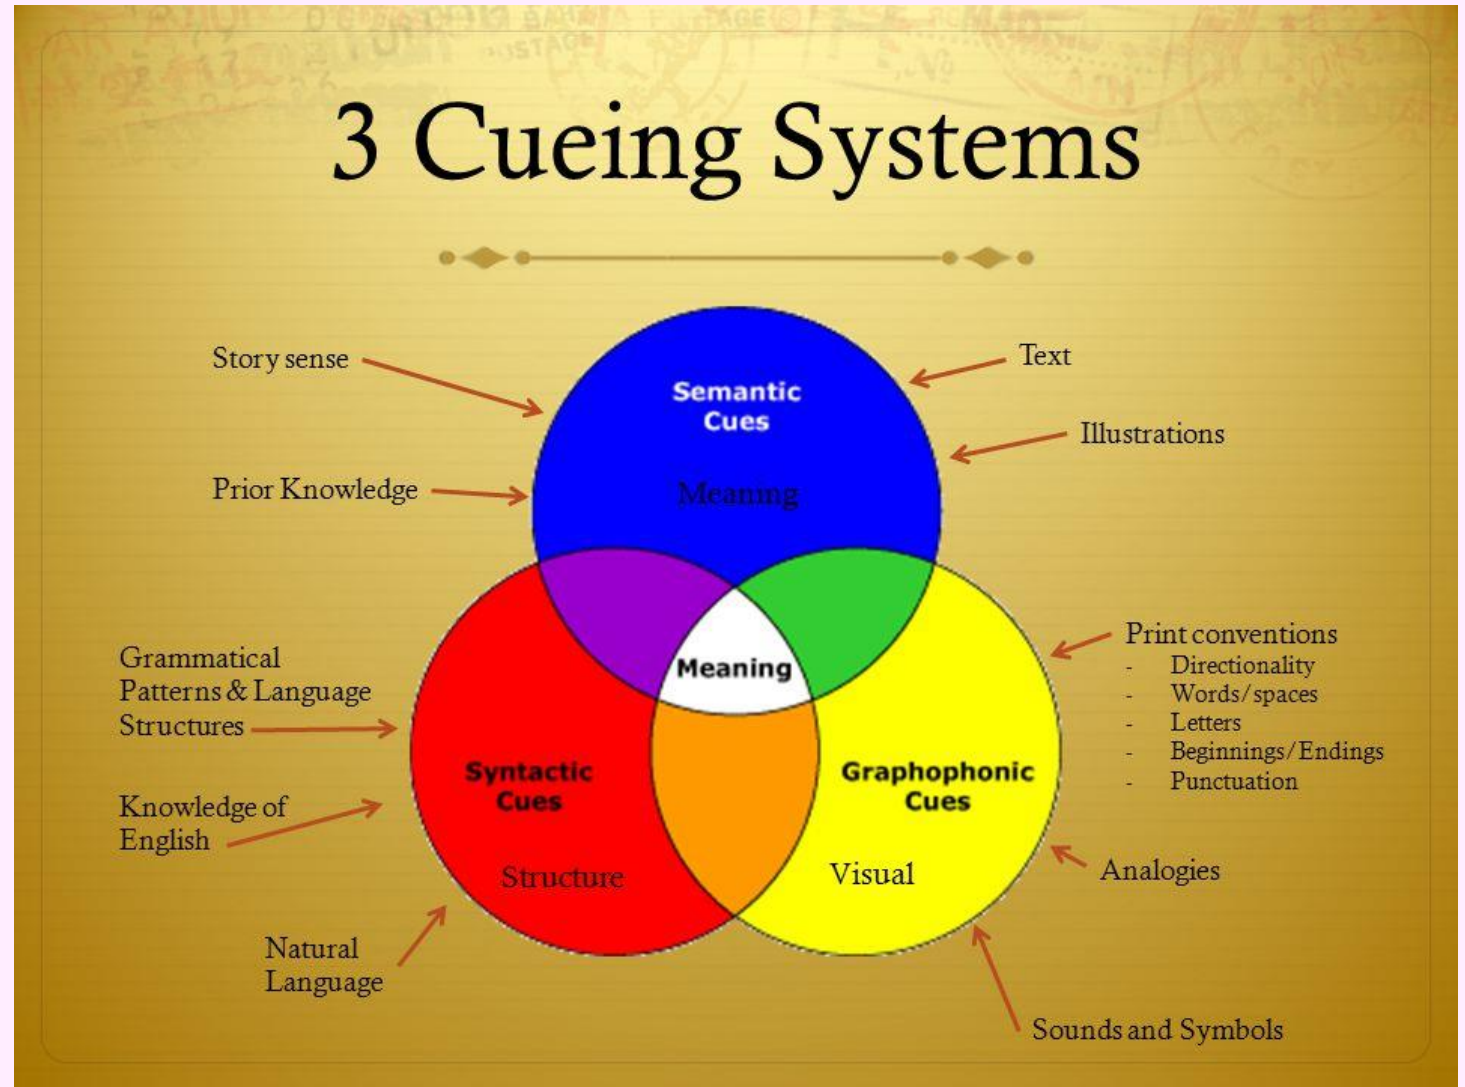 3 Cueing Systems
Story sense
Text
Semantic
Cues
Illustrations
Prior Knowledge
Meaning
Meaning
Print conventions
- Directionality
- Words/spaces
- Letters
- Beginnings/Endings
- Punctuation
Grammatical
Patterns & Language
Structures
Syntactic
Cues
Graphophonic
Cues
Knowledge of
English
Structure
Visual
Analogies
Natural
Language
Sounds and Symbols